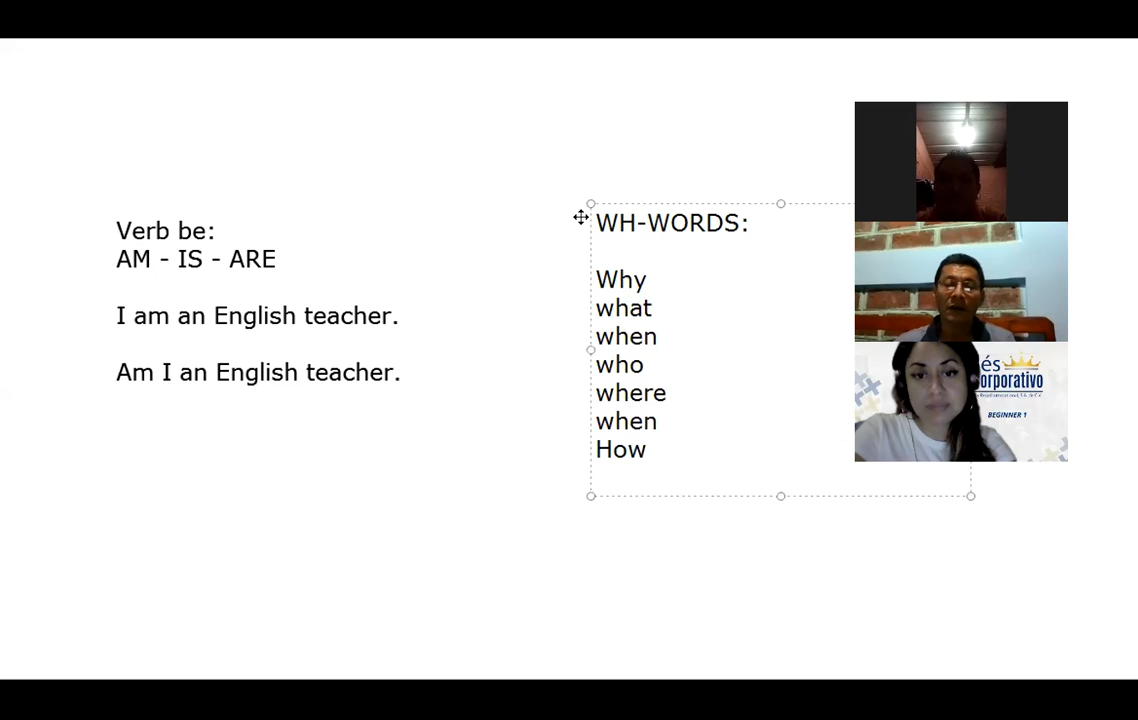 Verb be:
AM - IS - ARE
I am an English teacher.
Am I an English teacher.
WH-WORDS:
Why
what
when
who
where
when
How
és
orporativo
BEGINNER 1